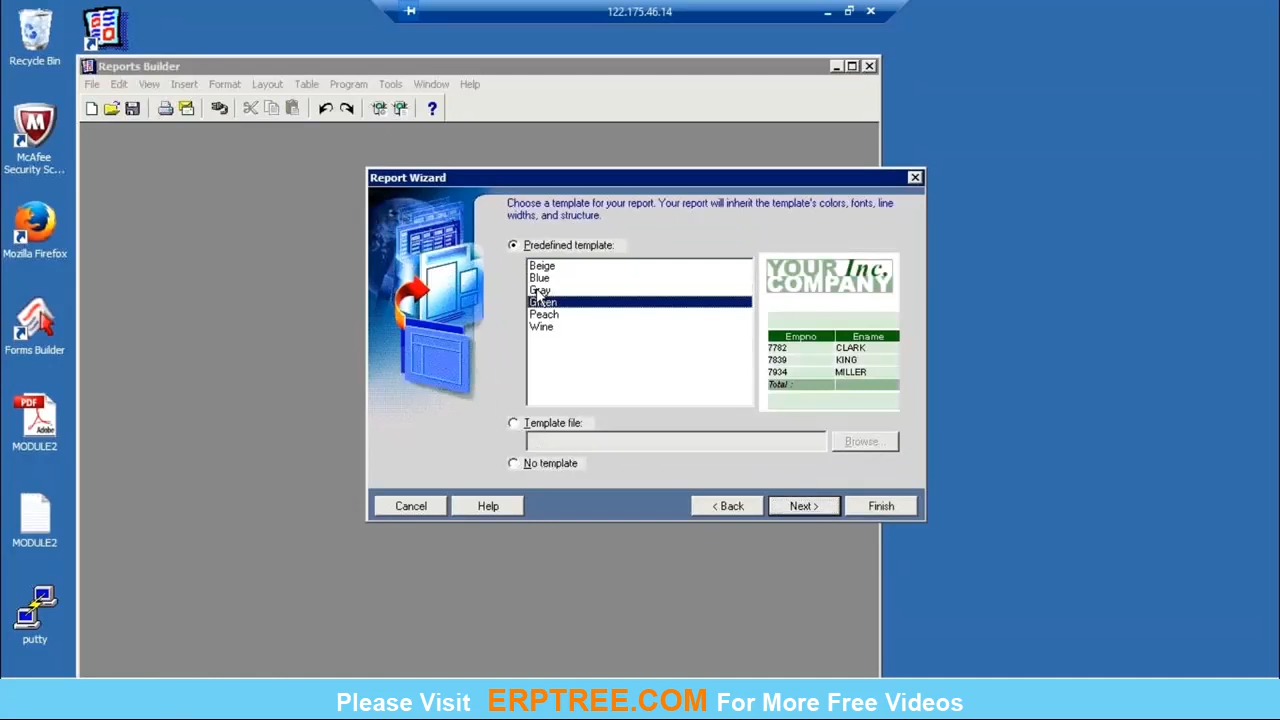 122.175.46.14
Recycle Bin
Reports Builder
File Edit View Insert Format Layout Table Program Tools Window Help
McAfee
Security Sc...
Report Wizard
Choose a template for your report. Your report will inherit the template's colors, fonts, line
widths, and structure.
Predefined template:
Beige
Blue
Gray
Green
Peach
Wine
YOUR Inc,
COMPANY
Empno Ename
7782 CLARK
7839 KING
7934 MILLER
Total :
Mozilla Firefox
Forms Builder
PDF
Adobe
MODULE2
Template file:
Browse...
No template
Cancel Help < Back Next > Finish
MODULE2
putty
Please Visit ERPTREE.COM For More Free Videos